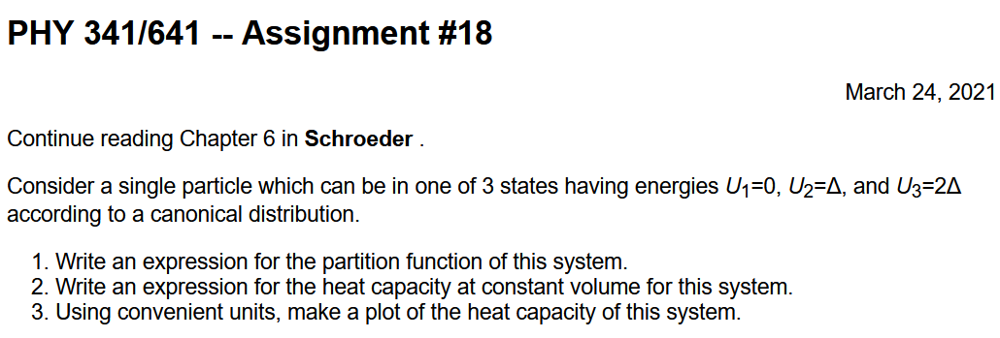 PHY 341/641 -- Assignment #18
March 24, 2021
Continue reading Chapter 6 in Schroeder .
Consider a single particle which can be in one of 3 states having energies U1=0, U2=Δ, and U3=2Δ
according to a canonical distribution.
1. Write an expression for the partition function of this system.
2. Write an expression for the heat capacity at constant volume for this system.
3. Using convenient units, make a plot of the heat capacity of this system.